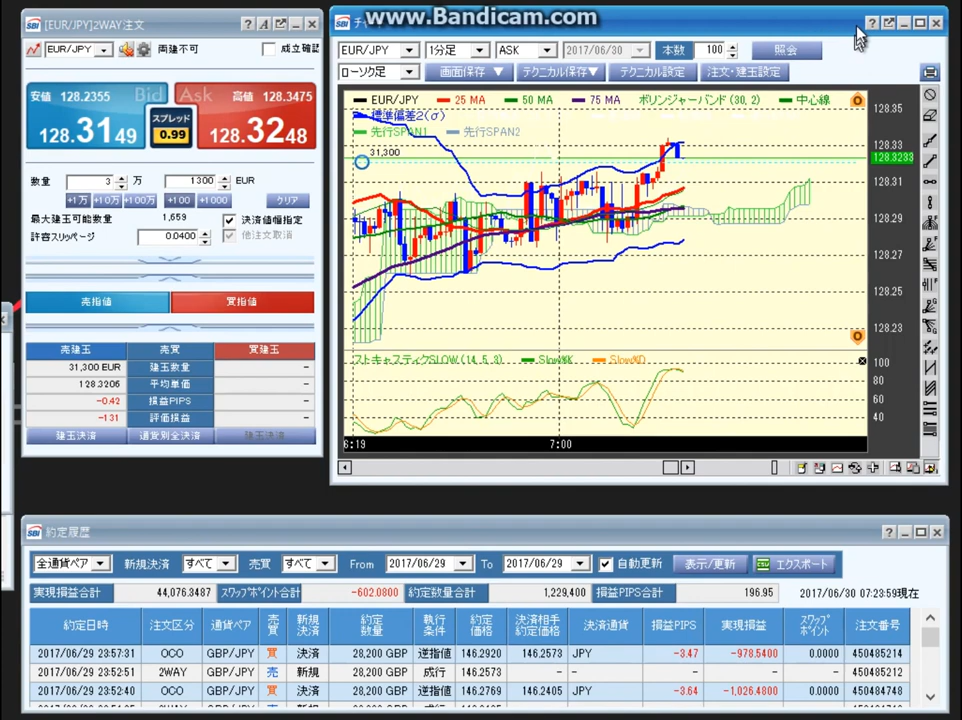 www.Bandicam.com
SBI [EUR/JPY]2WAY注文
EUR/JPY 両建不可 成立確認
安値 128.2355 Bid Ask 高値 128.3475
128.3149 スプレッド 0.99 128.3248
数量 3 万 1300 EUR
+1万 +10万 +100万 +100 +1000 クリア
最大建玉可能数量 1,659 決済値幅指定
許容スリッページ 0.0400 他注文取消
売指値 買指値
売建玉 売買 買建玉
31,300 EUR 建玉数量 -
128.3206 平均単価 -
-0.42 損益PIPS -
-131 評価損益 -
建玉決済 通貨別全決済 建玉決済
SBI チ
EUR/JPY 1分足 ASK 2017/06/30 本数 100 照会
ローソク足 画面保存 ▼ テクニカル保存▼ テクニカル設定 注文・建玉設定
EUR/JPY 25 MA 50 MA 75 MA ボリンジャーバンド(30, 2) 中心線
標準偏差2(σ)
先行SPAN1 先行SPAN2
31,300
128.35
128.33
128.3233
128.31
128.29
128.27
128.25
128.23
ストキャスティクスSLOW(14, 5, 3) Slow%K Slow%D
100
80
60
40
6:19 7:00
SBI 約定履歴
全通貨ペア 新規決済 すべて 売買 すべて From 2017/06/29 To 2017/06/29 自動更新 表示/更新 CSV エクスポート
実現損益合計 44,076.3487 スワップポイント合計 -602.0800 約定数量合計 1,229,400 損益PIPS合計 196.95 2017/06/30 07:23:59現在
約定日時 注文区分 通貨ペア 売買 新規決済 約定数量 執行条件 約定価格 決済相手約定価格 決済通貨 損益PIPS 実現損益 スワップポイント 注文番号
2017/06/29 23:57:31 OCO GBP/JPY 買 決済 28,200 GBP 逆指値 146.2920 146.2573 JPY -3.47 -978.5400 0.0000 450485214
2017/06/29 23:52:51 2WAY GBP/JPY 売 新規 28,200 GBP 成行 146.2573 - - - - 0.0000 450485212
2017/06/29 23:52:40 OCO GBP/JPY 買 決済 28,200 GBP 逆指値 146.2769 146.2405 JPY -3.64 -1,026.4800 0.0000 450484748